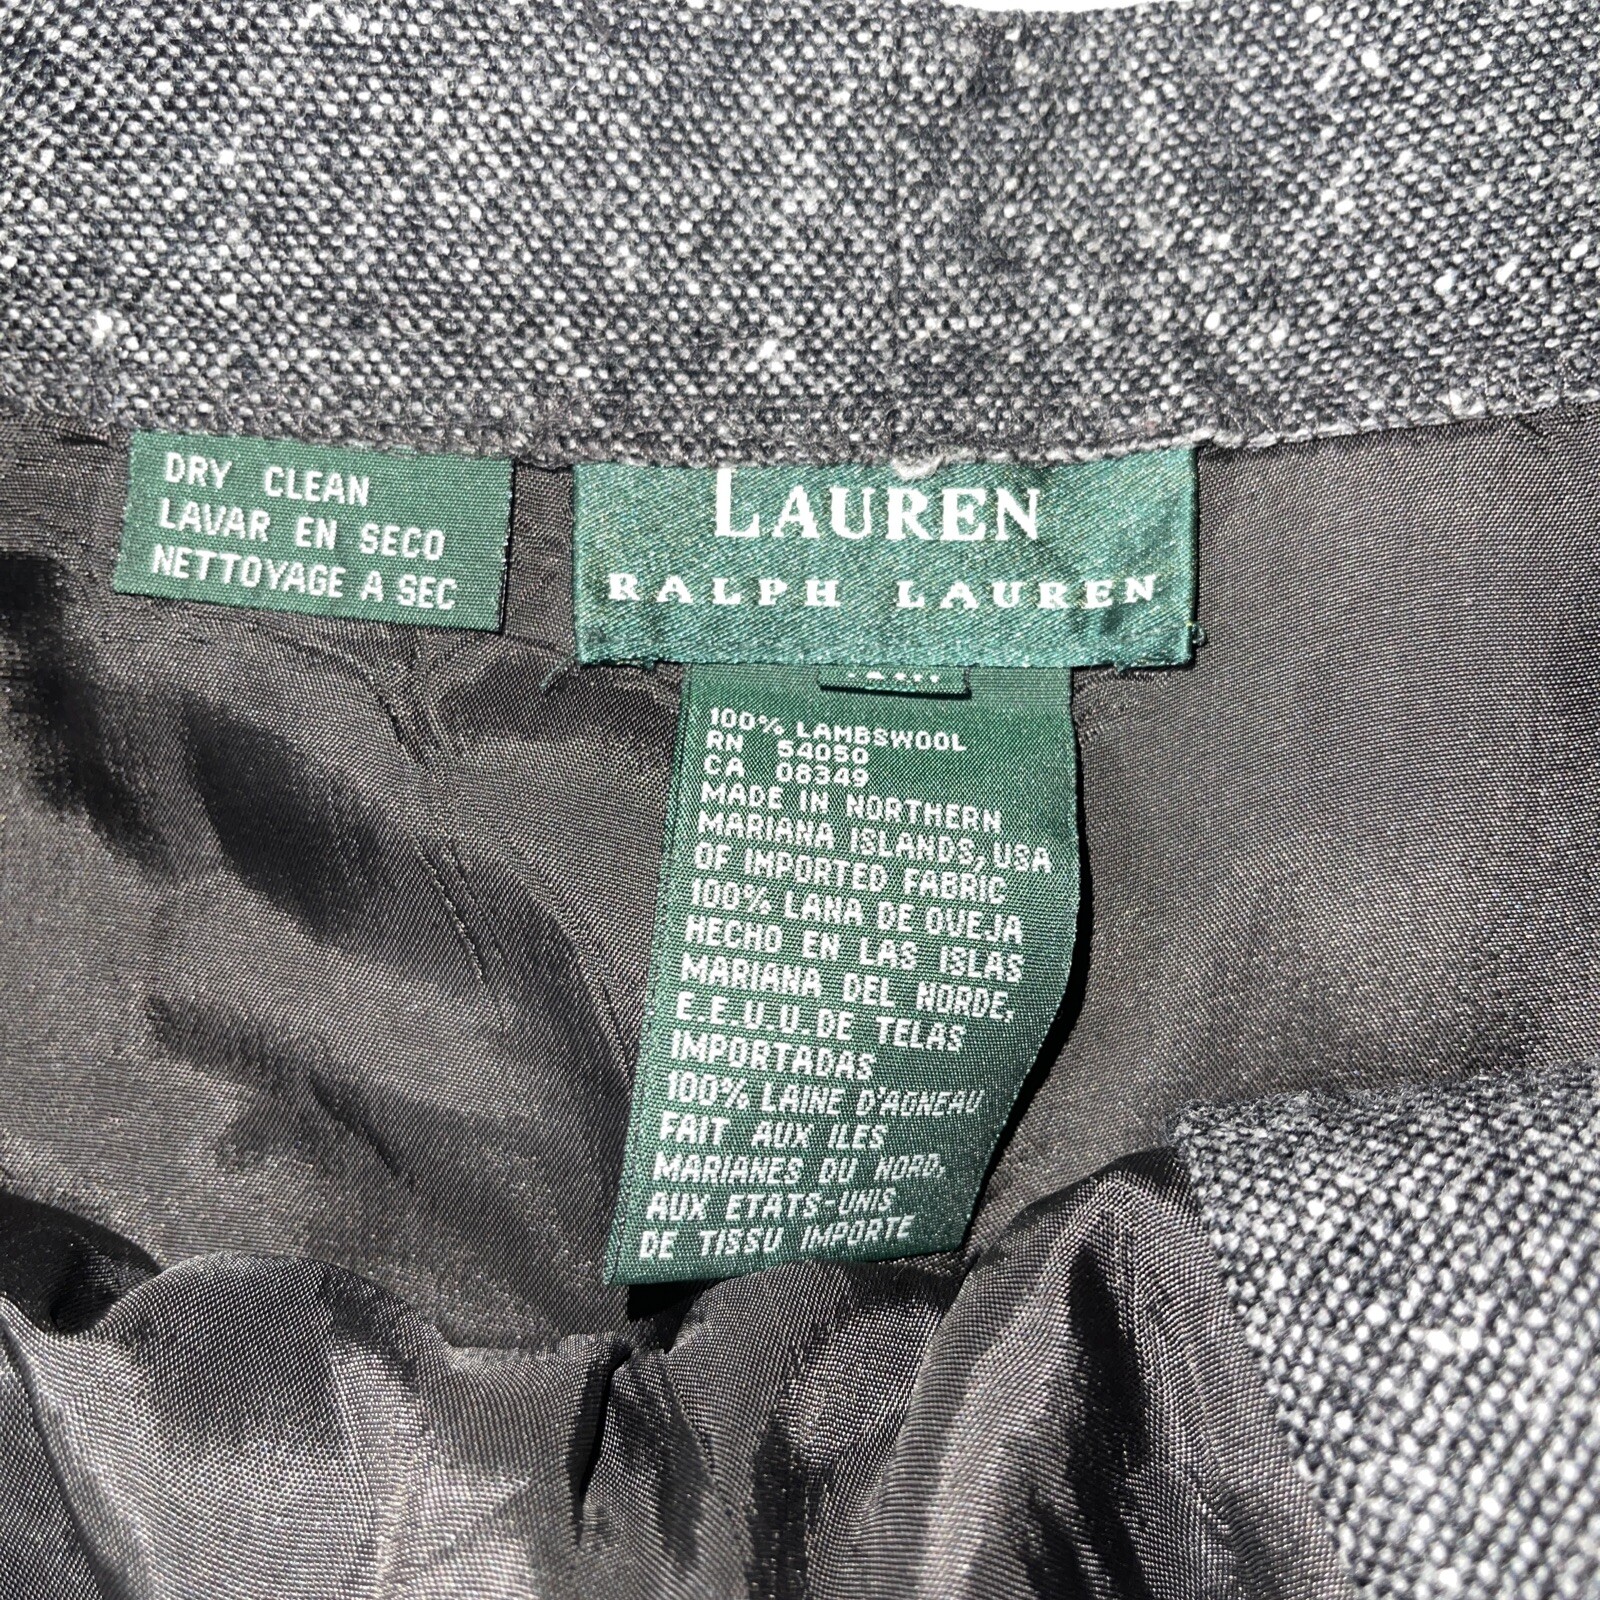 DRY CLEAN
LAVAR EN SECO
NETTOYAGE A SEC
LAUREN
RALPH LAUREN
100% LAMBSWOOL
RN 54050
CA 08349
MADE IN NORTHERN
MARIANA ISLANDS, USA
OF IMPORTED FABRIC
100% LANA DE OVEJA
HECHO EN LAS ISLAS
MARIANA DEL NORDE,
E.E.U.U. DE TELAS
IMPORTADAS
100% LAINE D'AGNEAU
FAIT AUX ILES
MARIANES DU NORD,
AUX ETATS-UNIS
DE TISSU IMPORTE